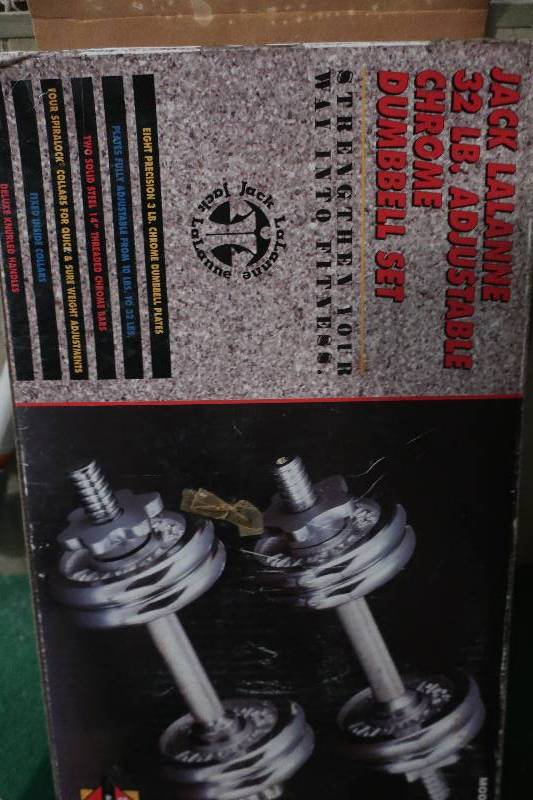 JACK LALANNE
32 LB. ADJUSTABLE
CHROME
DUMBBELL SET
STRENGTHEN YOUR
WAY INTO FITNESS.
Jack LaLanne
Jack LaLanne
EIGHT PRECISION 3 LB. CHROME DUMBBELL PLATES
PLATES FULLY ADJUSTABLE FROM 10 LBS. TO 32 LBS.
TWO SOLID STEEL 14" THREADED CHROME BARS
FOUR SPIRALOCK® COLLARS FOR QUICK & SURE WEIGHT ADJUSTMENTS
FIXED INSIDE COLLARS
DELUXE KNURLED HANDLES